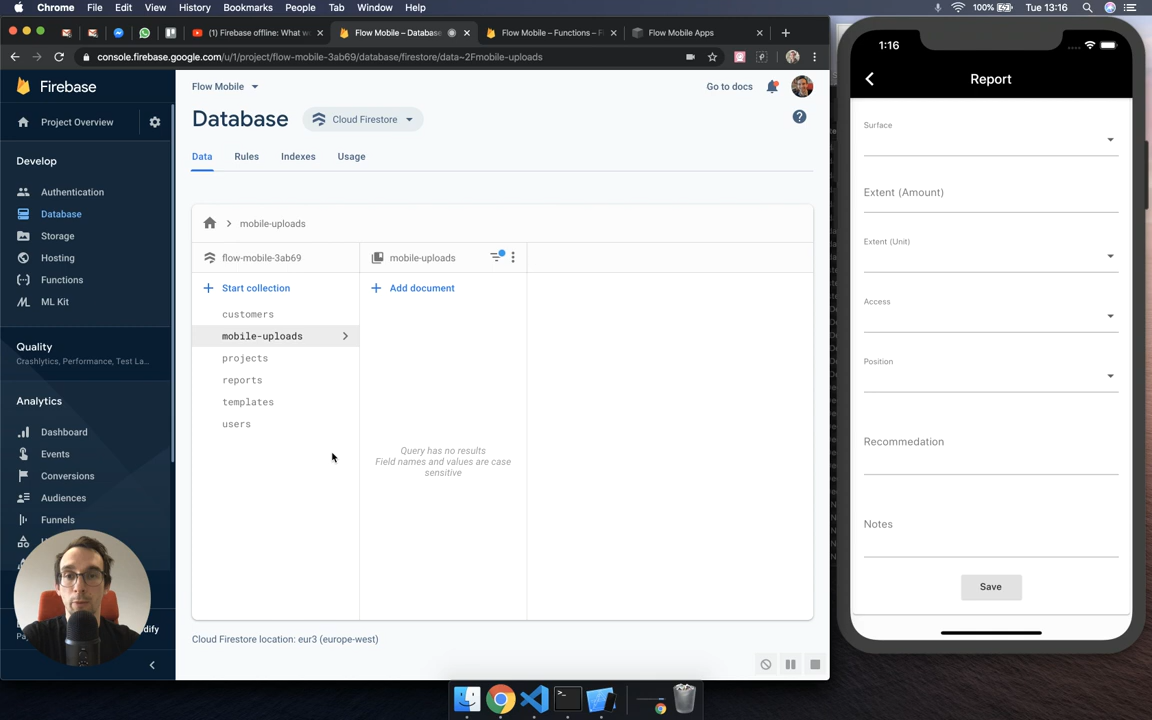 Chrome File Edit View History Bookmarks People Tab Window Help
100% Tue 13:16
(1) Firebase offline: What w
Flow Mobile – Databas
Flow Mobile – Functions – F
Flow Mobile Apps
console.firebase.google.com/u/1/project/flow-mobile-3ab69/database/firestore/data~2Fmobile-uploads
Firebase
Project Overview
Develop
Authentication
Database
Storage
Hosting
Functions
ML Kit
Quality
Crashlytics, Performance, Test La...
Analytics
Dashboard
Events
Conversions
Audiences
Funnels
Flow Mobile
Go to docs
Database
Cloud Firestore
Data Rules Indexes Usage
mobile-uploads
flow-mobile-3ab69
Start collection
customers
mobile-uploads
projects
reports
templates
users
mobile-uploads
Add document
Query has no results
Field names and values are case
sensitive
Cloud Firestore location: eur3 (europe-west)
1:16
Report
Surface
Extent (Amount)
Extent (Unit)
Access
Position
Recommedation
Notes
Save